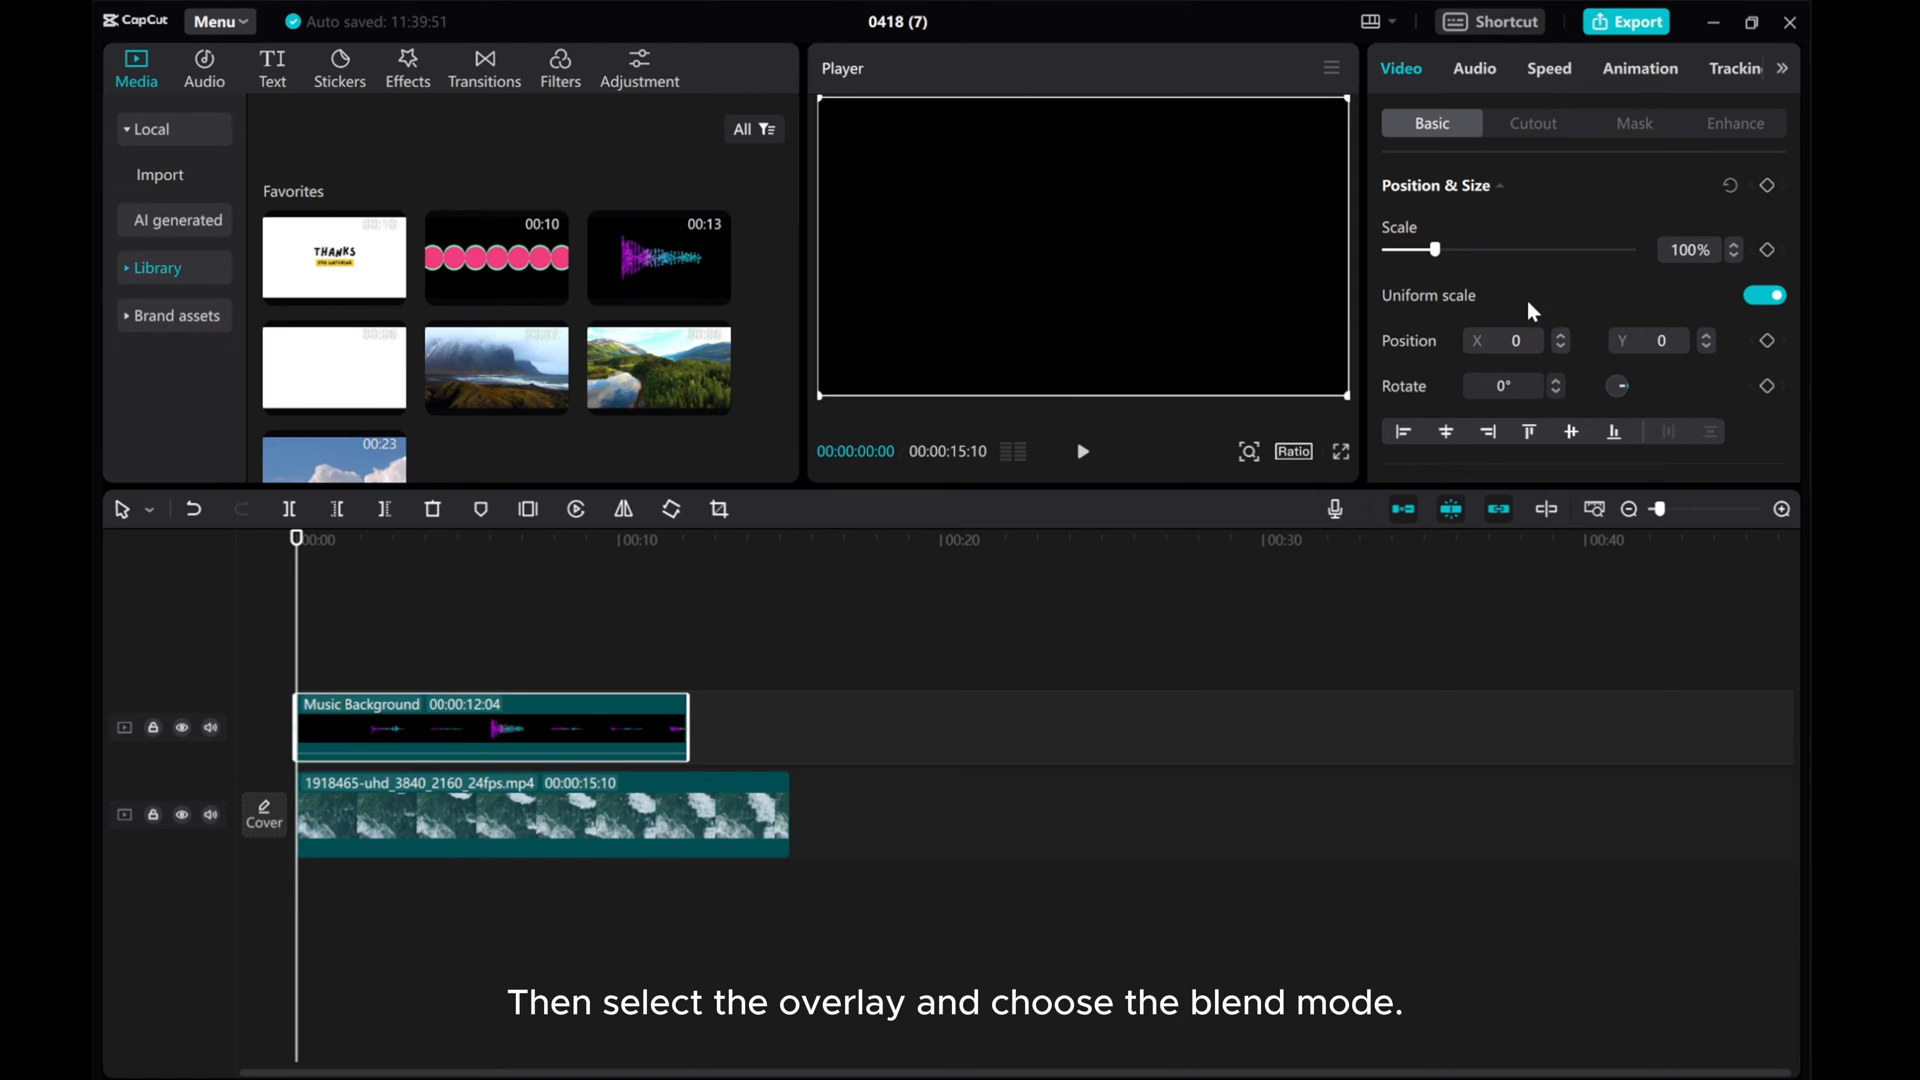 CapCut
Menu
Auto saved: 11:39:51
0418 (7)
Shortcut
Export
Media
Audio
Text
Stickers
Effects
Transitions
Filters
Adjustment
Local
Import
AI generated
Library
Brand assets
All
Favorites
THANKS
FOR WATCHING
00:10
00:13
00:23
Player
00:00:00:00
00:00:15:10
Ratio
Video
Audio
Speed
Animation
Trackin
Basic
Cutout
Mask
Enhance
Position & Size
Scale
100%
Uniform scale
Position
X 0
Y 0
Rotate
0°
00:00
00:10
00:20
00:30
00:40
Music Background 00:00:12:04
1918465-uhd_3840_2160_24fps.mp4 00:00:15:10
Cover
Then select the overlay and choose the blend mode.